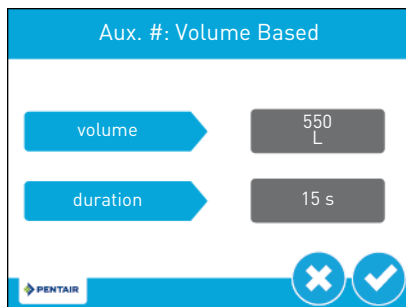 Aux. #: Volume Based
volume
550
L
duration
15 s
PENTAIR